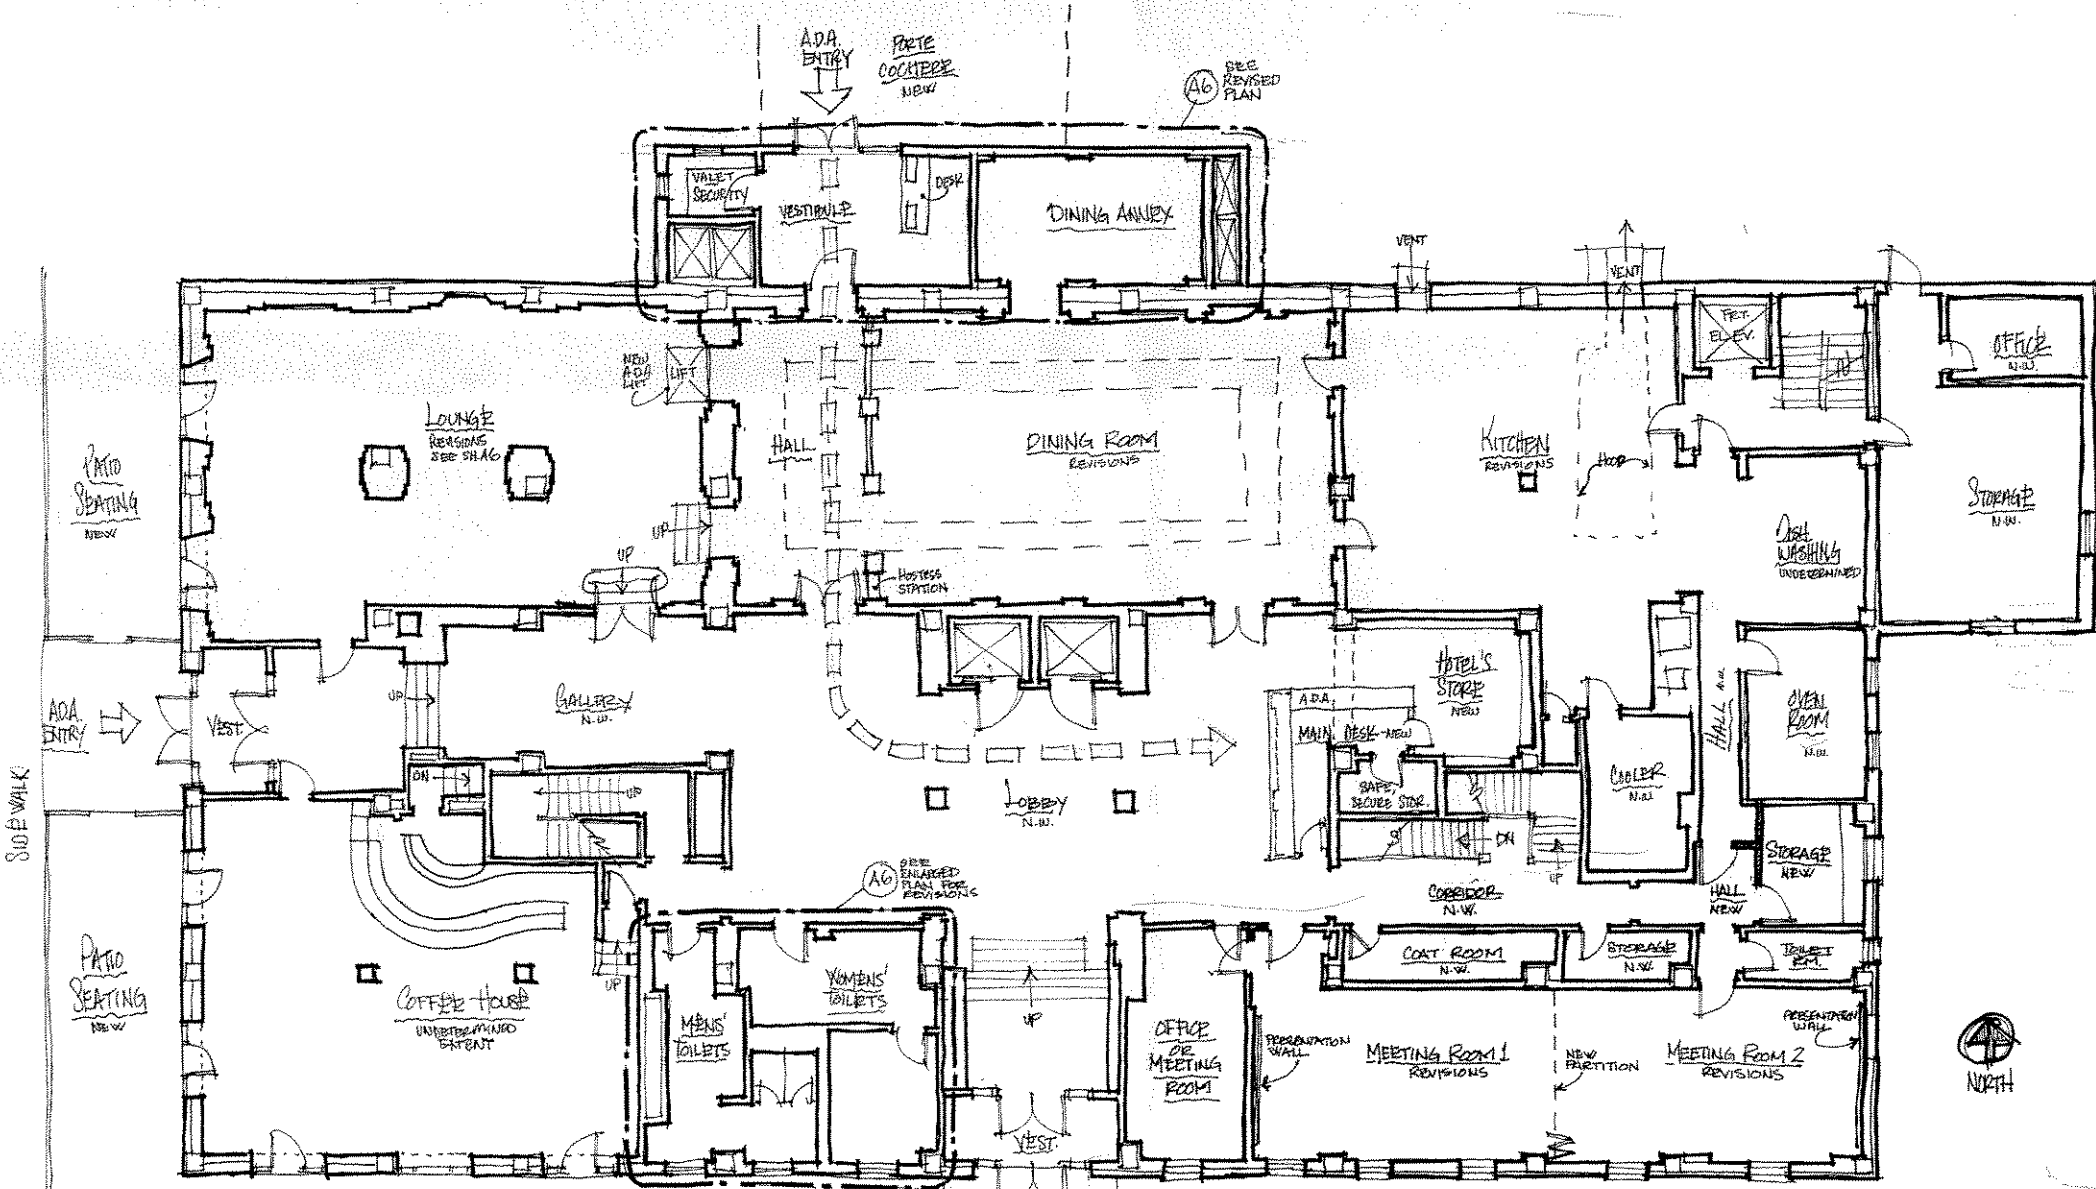 A.D.A.
ENTRY
PORTE
COCHERE
NEW
A6
SEE
REVISED
PLAN
VALET
SECURITY
VESTIBULE
DESK
DINING ANNEX
VENT
VENT
FRT.
ELEV.
OFFICE
N.W.
NEW
A.D.A.
LIFT
LIFT
LOUNGE
REVISIONS
SEE SH. A6
HALL
DINING ROOM
REVISIONS
KITCHEN
REVISIONS
HOOD
STORAGE
N.W.
PATIO
SEATING
NEW
UP
UP
HOSTESS
STATION
DISH
WASHING
UNDETERMINED
A.D.A.
ENTRY
VEST.
UP
GALLERY
N.W.
HOTEL'S
STORE
NEW
A.D.A.
MAIN DESK-NEW
HALL N.W.
OVEN
ROOM
N.W.
COOLER
N.W.
SIDEWALK
DN
UP
LOBBY
N.W.
SAFE,
SECURE STOR.
DN
UP
STORAGE
NEW
A6
SEE
ENLARGED
PLAN FOR
REVISIONS
CORRIDOR
N.W.
HALL
NEW
PATIO
SEATING
NEW
COFFEE HOUSE
UNDETERMINED
EXTENT
UP
WOMENS'
TOILETS
MENS'
TOILETS
UP
COAT ROOM
N.W.
STORAGE
N.W.
TOILET
RM.
OFFICE
OR
MEETING
ROOM
PRESENTATION
WALL
MEETING ROOM 1
REVISIONS
NEW
PARTITION
MEETING ROOM 2
REVISIONS
PRESENTATN
WALL
VEST.
NORTH